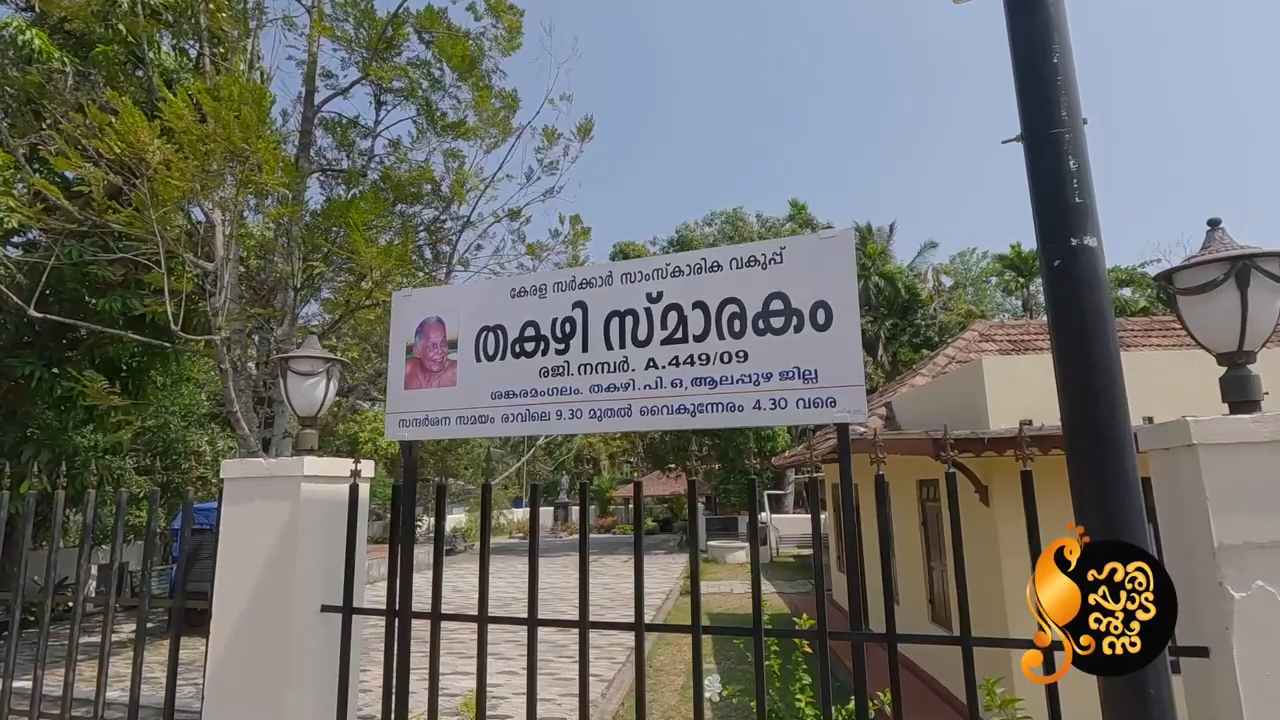 കേരള സർക്കാർ സാംസ്കാരിക വകുപ്പ്
തകഴി സ്മാരകം
രജി.നമ്പർ. A.449/09
ശങ്കരമംഗലം. തകഴി.പി.ഒ,ആലപ്പുഴ ജില്ല
സന്ദർശന സമയം രാവിലെ 9.30 മുതൽ വൈകുന്നേരം 4.30 വരെ